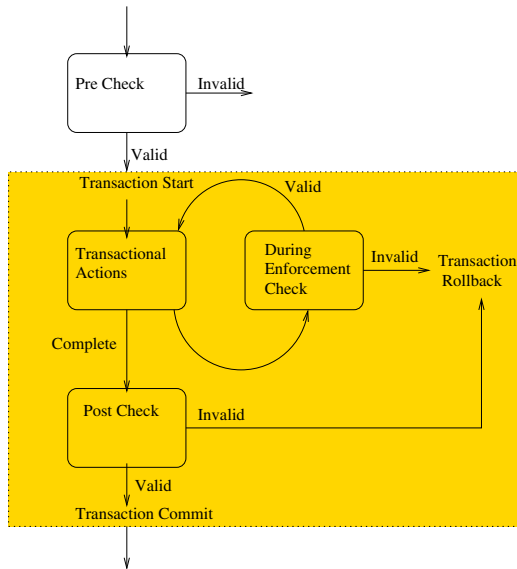 Pre Check
Invalid
Valid
Transaction Start
Valid
Transactional
Actions
During
Enforcement
Check
Invalid
Transaction
Rollback
Complete
Post Check
Invalid
Valid
Transaction Commit